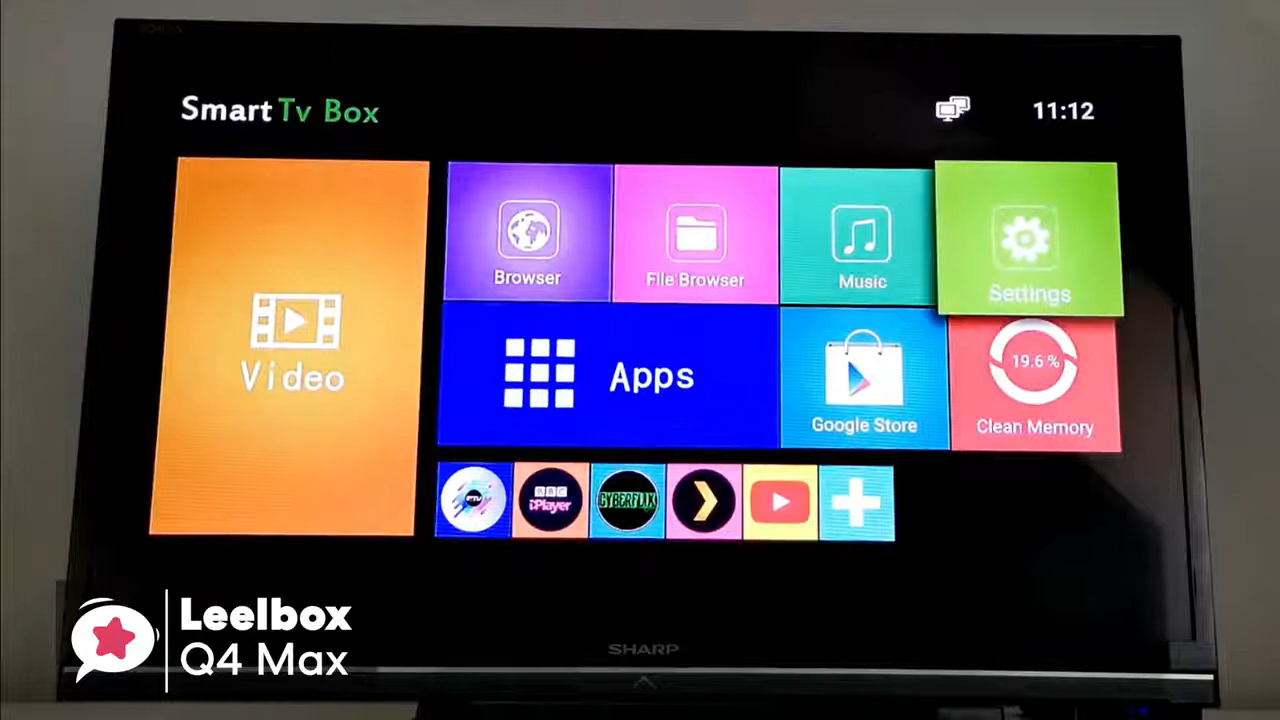 Smart Tv Box
11:12
Browser
File Browser
Music
Settings
Video
Apps
Google Store
19.6 %
Clean Memory
IPTV
BBC
iPlayer
CYBERFLIX
SHARP
Leelbox
Q4 Max